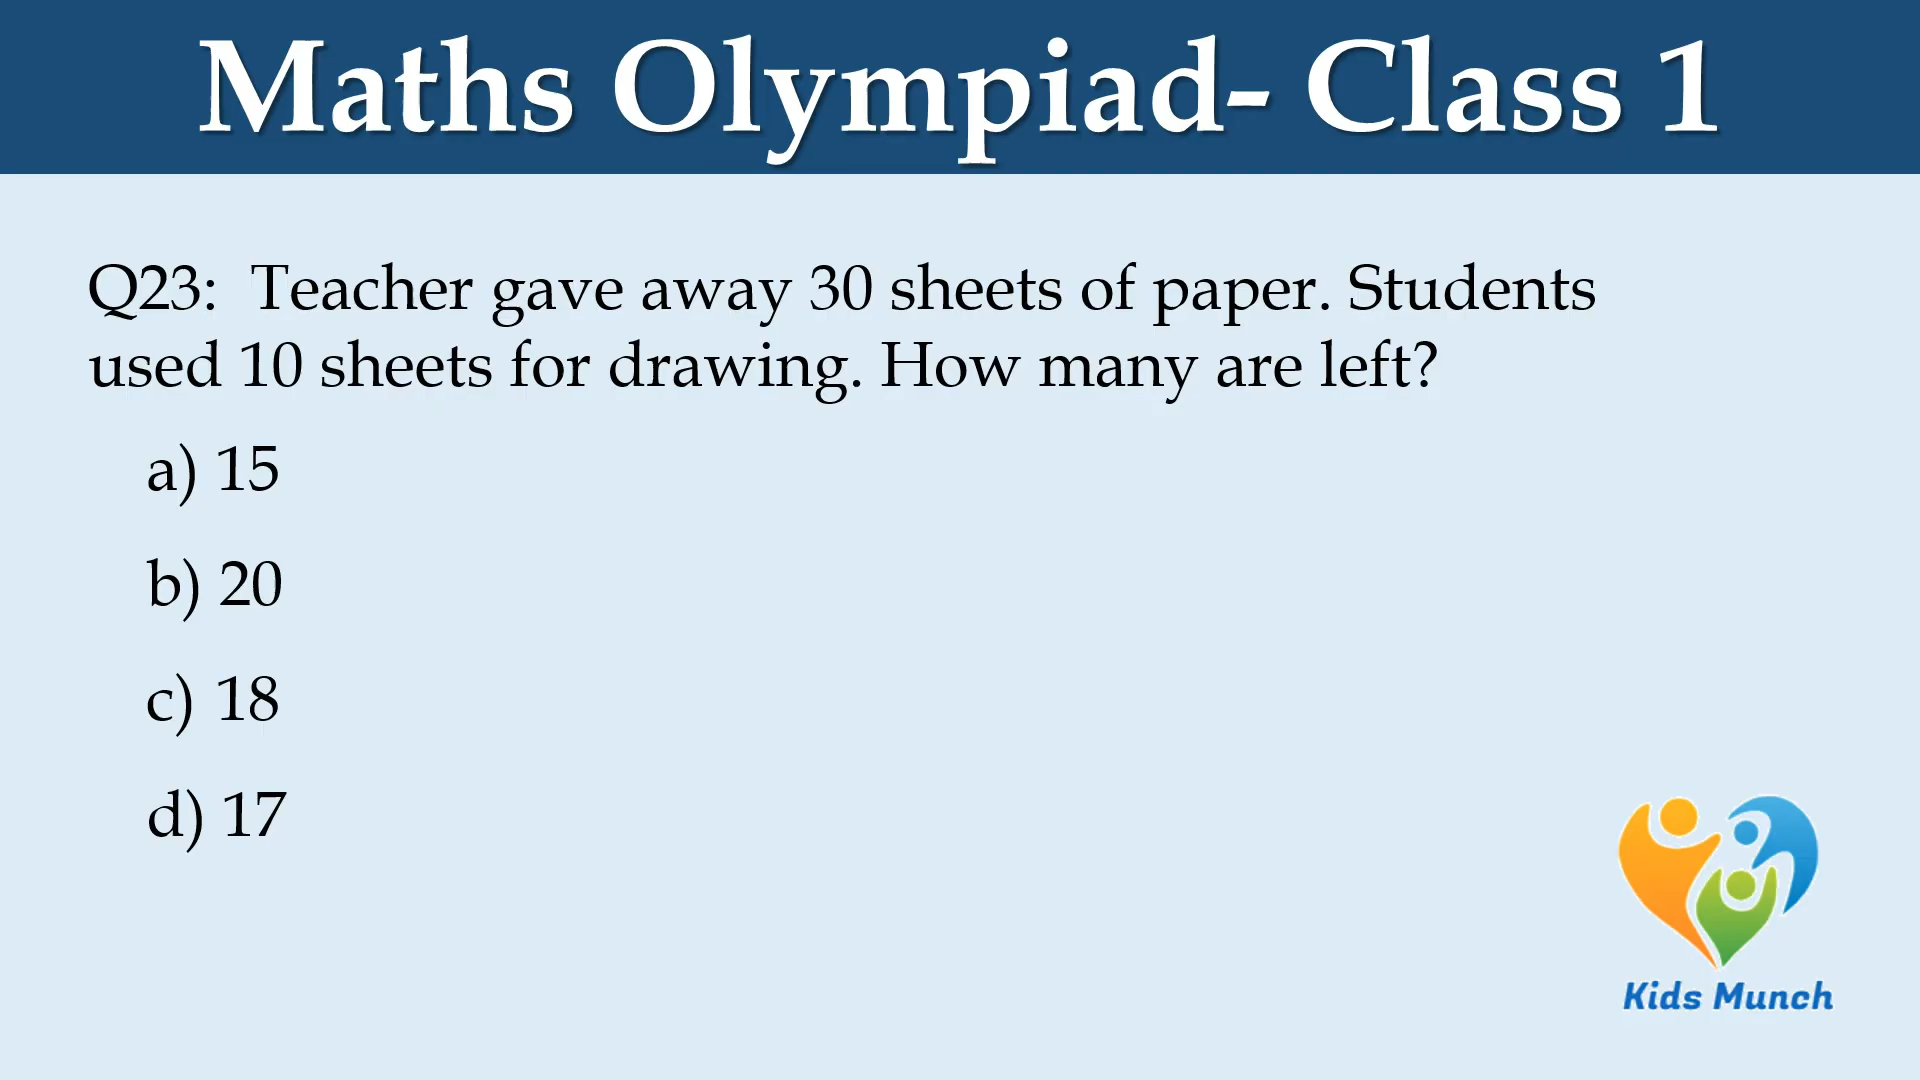 Maths Olympiad- Class 1
Q23: Teacher gave away 30 sheets of paper. Students
used 10 sheets for drawing. How many are left?
a) 15
b) 20
c) 18
d) 17
Kids Munch